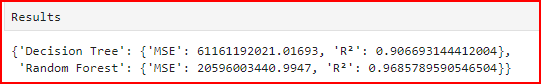 Results
{'Decision Tree': {'MSE': 61161192021.01693, 'R²': 0.906693144412004},
'Random Forest': {'MSE': 20596003440.9947, 'R²': 0.9685789590546504}}